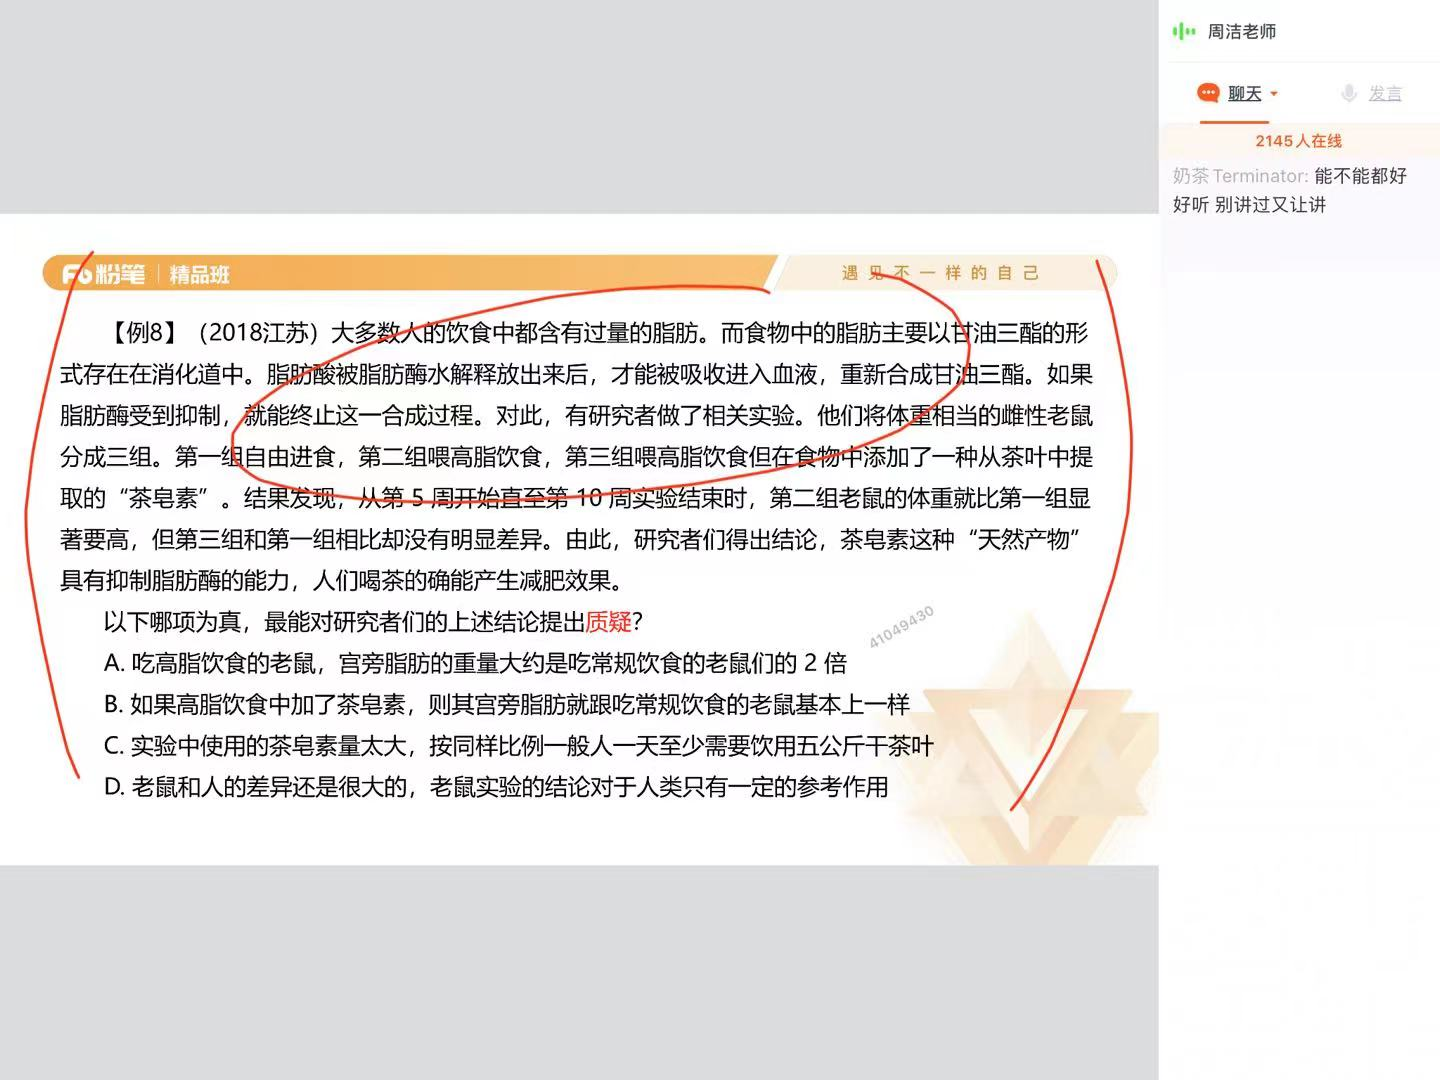 周洁老师
聊天
发言
2145人在线
奶茶Terminator: 能不能都好
好听 别讲过又让讲
粉笔 精品班
遇见不一样的自己
【例8】（2018江苏）大多数人的饮食中都含有过量的脂肪。而食物中的脂肪主要以甘油三酯的形
式存在在消化道中。脂肪酸被脂肪酶水解释放出来后，才能被吸收进入血液，重新合成甘油三酯。如果
脂肪酶受到抑制，就能终止这一合成过程。对此，有研究者做了相关实验。他们将体重相当的雌性老鼠
分成三组。第一组自由进食，第二组喂高脂饮食，第三组喂高脂饮食但在食物中添加了一种从茶叶中提
取的“茶皂素”。结果发现，从第 5 周开始直至第 10 周实验结束时，第二组老鼠的体重就比第一组显
著要高，但第三组和第一组相比却没有明显差异。由此，研究者们得出结论，茶皂素这种“天然产物”
具有抑制脂肪酶的能力，人们喝茶的确能产生减肥效果。
以下哪项为真，最能对研究者们的上述结论提出质疑？
41049430
A. 吃高脂饮食的老鼠，宫旁脂肪的重量大约是吃常规饮食的老鼠们的 2 倍
B. 如果高脂饮食中加了茶皂素，则其宫旁脂肪就跟吃常规饮食的老鼠基本上一样
C. 实验中使用的茶皂素量太大，按同样比例一般人一天至少需要饮用五公斤干茶叶
D. 老鼠和人的差异还是很大的，老鼠实验的结论对于人类只有一定的参考作用